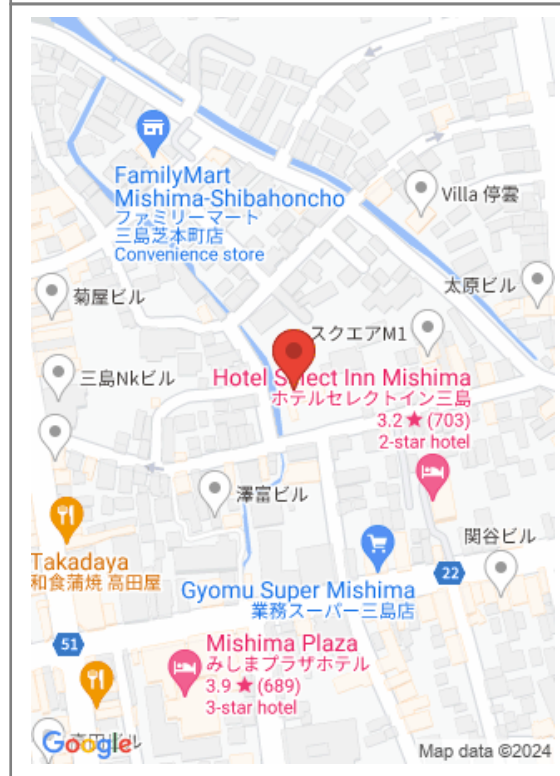 FamilyMart
Mishima-Shibahoncho
ファミリーマート
三島芝本町店
Convenience store
Villa 停雲
菊屋ビル
太原ビル
スクエアM1
三島Nkビル
Hotel Select Inn Mishima
ホテルセレクトイン三島
3.2 ★ (703)
2-star hotel
澤富ビル
関谷ビル
Takadaya
和食蒲焼 高田屋
Gyomu Super Mishima
業務スーパー三島店
22
51
Mishima Plaza
みしまプラザホテル
3.9 ★ (689)
3-star hotel
Google
Map data ©2024